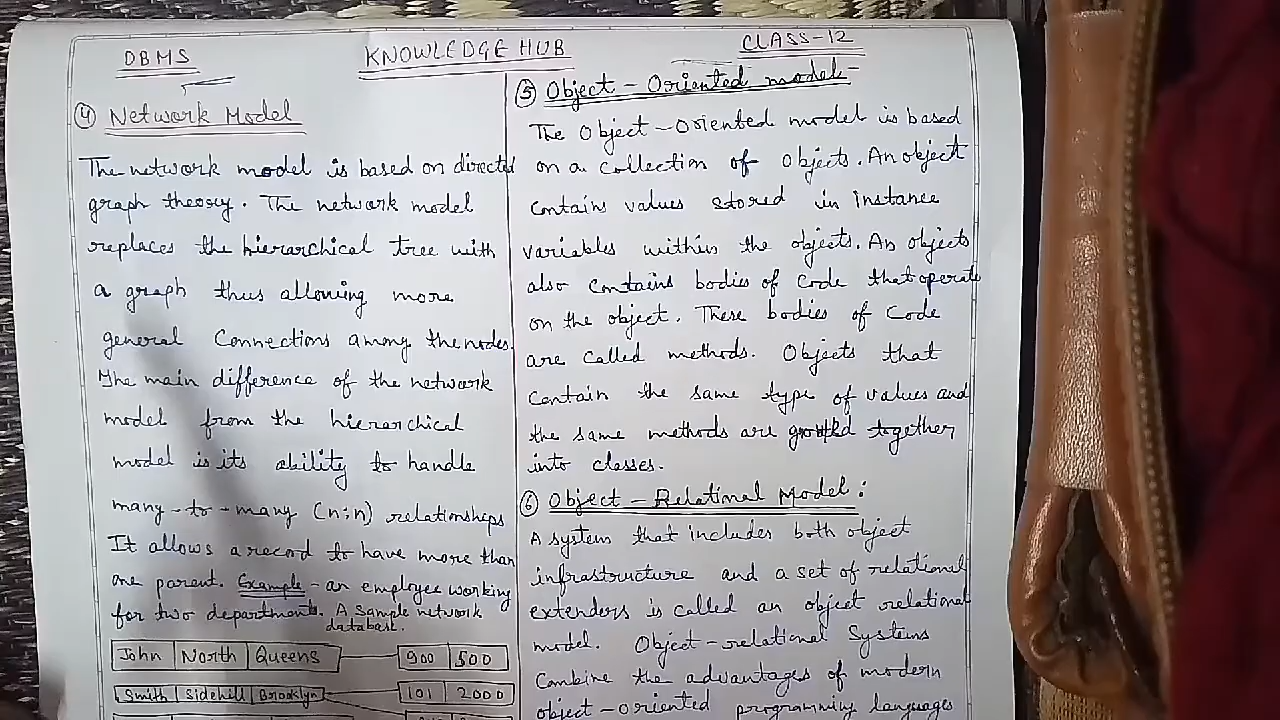 DBMS
KNOWLEDGE HUB
CLASS-12
④ Network Model
The network model is based on directed
graph theory. The network model
replaces the hierarchical tree with
a graph thus allowing more
general Connections among the nodes.
The main difference of the network
model from the hierarchical
model is its ability to handle
many-to-many (n:n) relationships
It allows a record to have more than
one parent. Example - an employee working
for two departments. A Sample network
database.
John North Queens 900 500
Smith Sidehill Brooklyn 101 2000
⑤ Object - Oriented model-
The Object-Oriented model is based
on a collection of Objects. An object
Contains values stored in instance
variables within the objects. An objects
also Contains bodies of Code that operate
on the object. These bodies of Code
are Called methods. Objects that
Contain the same type of values and
the same methods are together
into classes.
⑥ Object - Relatinal Model:
A system that includes both object
infrastructure and a set of relational
extenders is called an object relational
model. Object-relational Systems
Combine the advantages of modern
object-oriented programming languages